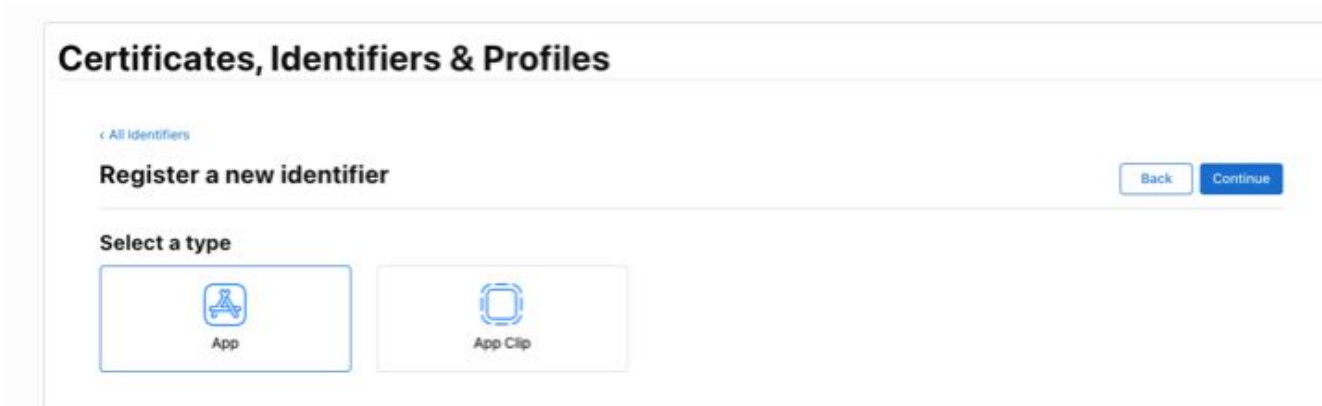 Certificates, Identifiers & Profiles
‹ All Identifiers
Register a new identifier
Back
Continue
Select a type
App
App Clip